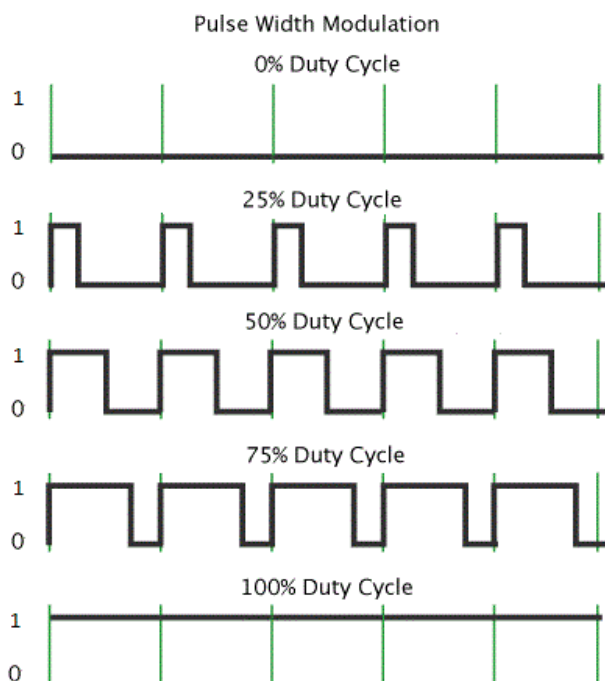 Pulse Width Modulation
0% Duty Cycle
1
0
25% Duty Cycle
1
0
50% Duty Cycle
1
0
75% Duty Cycle
1
0
100% Duty Cycle
1
0